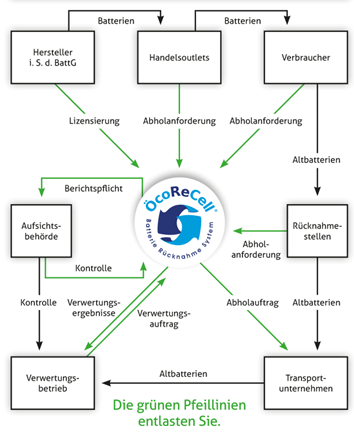 Batterien
Batterien
Hersteller
i. S. d. BattG
Handelsoutlets
Verbraucher
Lizensierung
Abholanforderung
Abholanforderung
Altbatterien
Berichtspflicht
ÖcoReCell®
Batterie Rücknahme System
Aufsichts-
behörde
Rücknahme-
stellen
Abhol-
anforderung
Kontrolle
Kontrolle
Verwertungs-
ergebnisse
Verwertungs-
auftrag
Abholauftrag
Altbatterien
Verwertungs-
betrieb
Altbatterien
Transport-
unternehmen
Die grünen Pfeillinien
entlasten Sie.